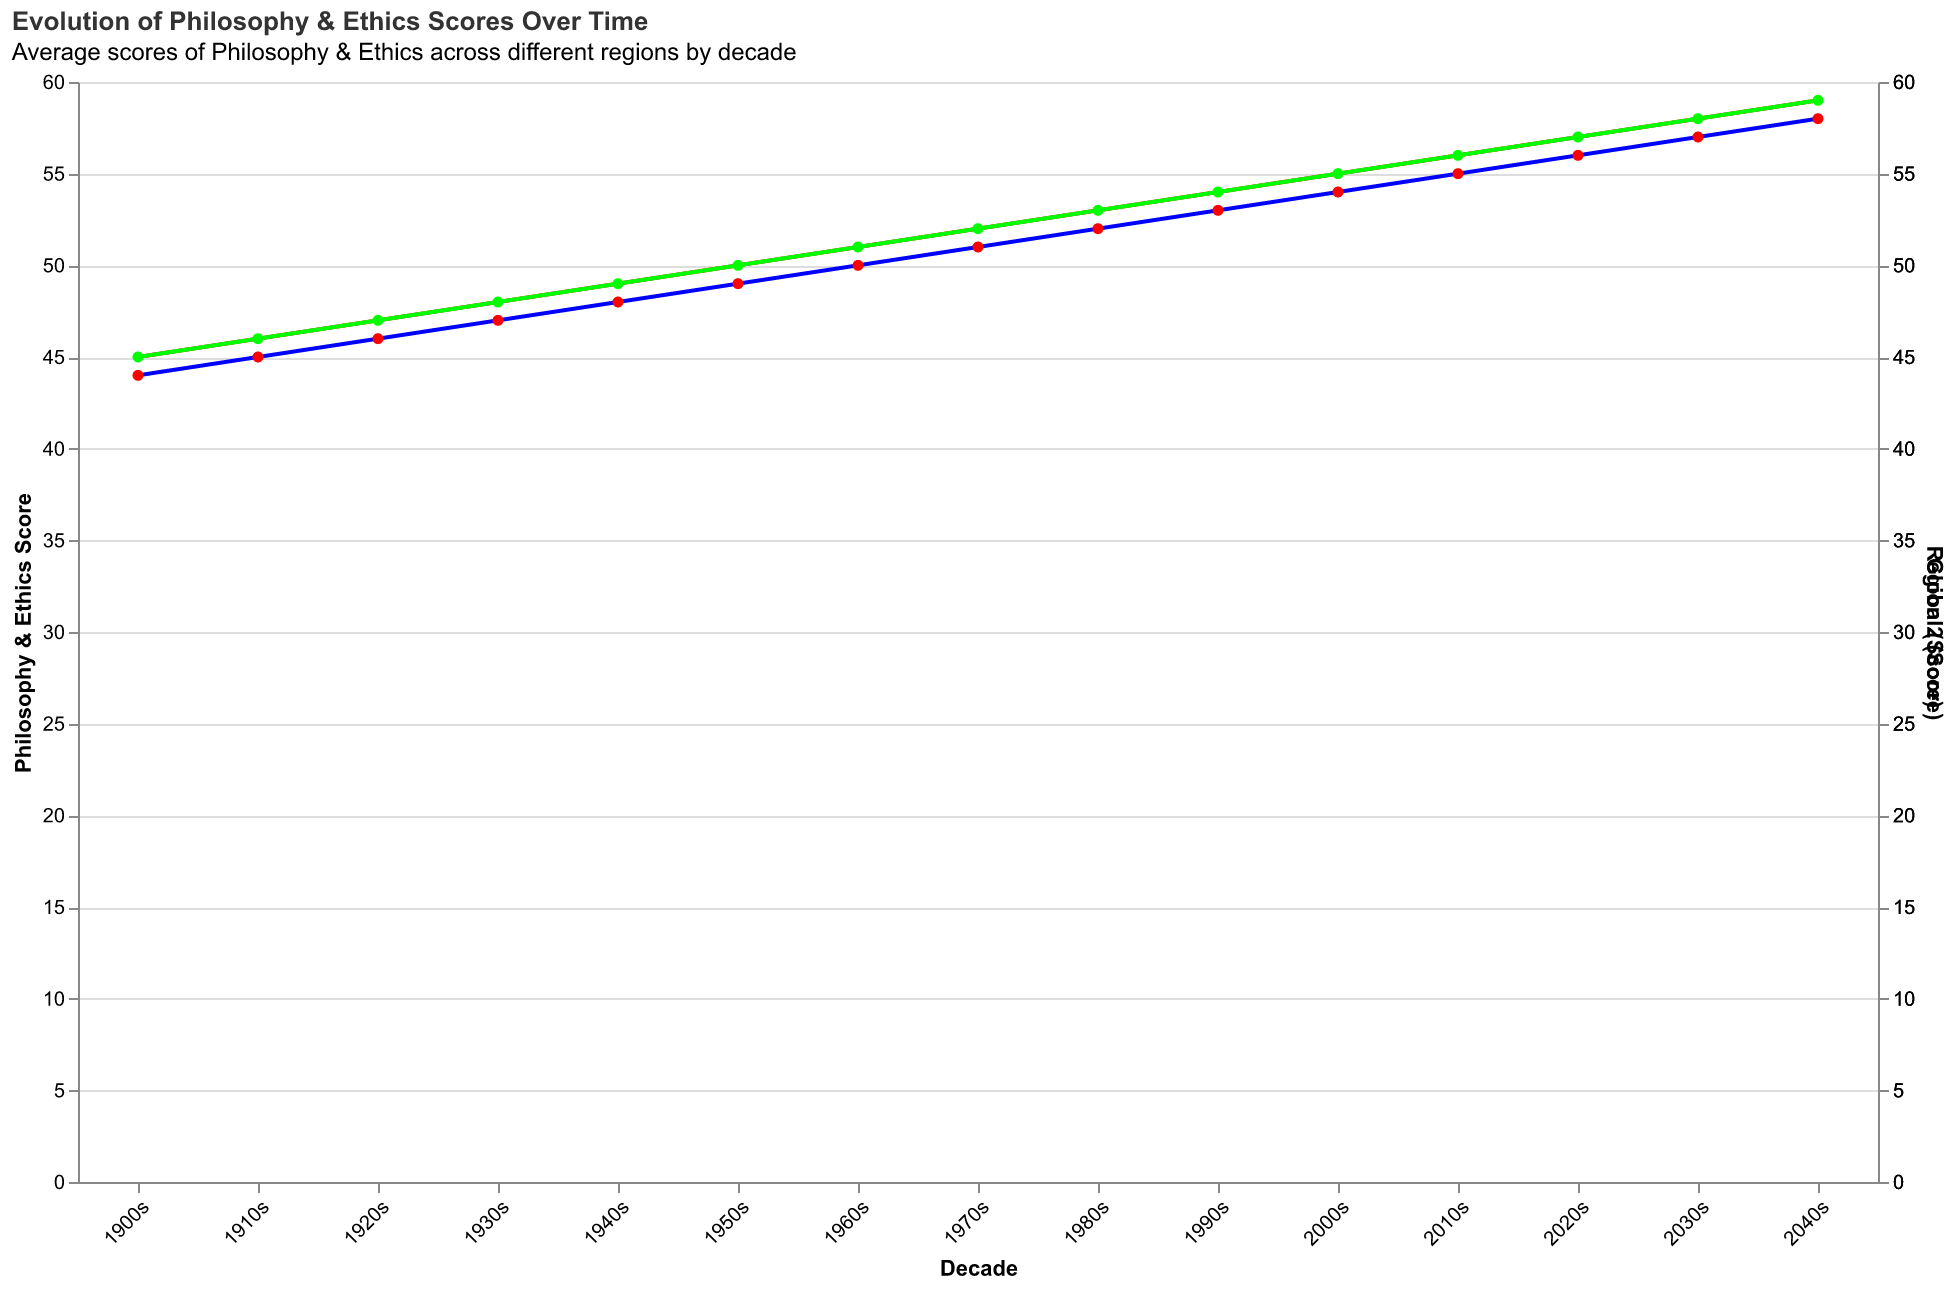 Evolution of Philosophy & Ethics Scores Over Time
Average scores of Philosophy & Ethics across different regions by decade
60
55
50
45
40
35
30
25
20
15
10
5
0
Philosophy & Ethics Score
60
55
50
45
40
35
30
25
20
15
10
5
0
1900s
1910s
1920s
1930s
1940s
1950s
1960s
1970s
1980s
1990s
2000s
2010s
2020s
2030s
2040s
Decade